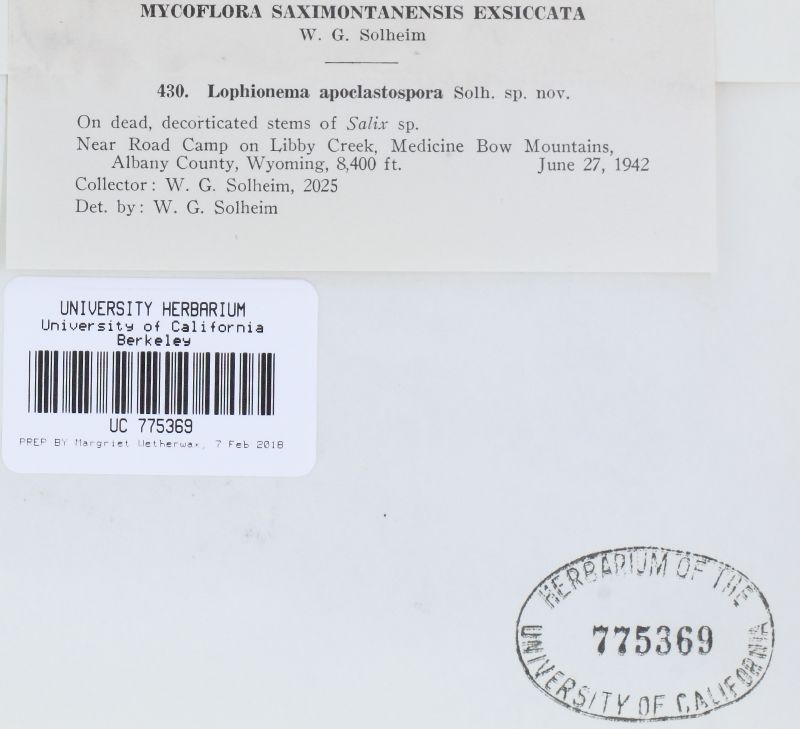 MYCOFLORA SAXIMONTANENSIS EXSICCATA
W. G. Solheim
430. Lophionema apoclastospora Solh. sp. nov.
On dead, decorticated stems of Salix sp.
Near Road Camp on Libby Creek, Medicine Bow Mountains,
Albany County, Wyoming, 8,400 ft. June 27, 1942
Collector: W. G. Solheim, 2025
Det. by: W. G. Solheim
UNIVERSITY HERBARIUM
University of California
Berkeley
UC 775369
PREP BY Margriet Wetherwax, 7 Feb 2018
HERBARIUM OF THE
775369
UNIVERSITY OF CALIFORNIA